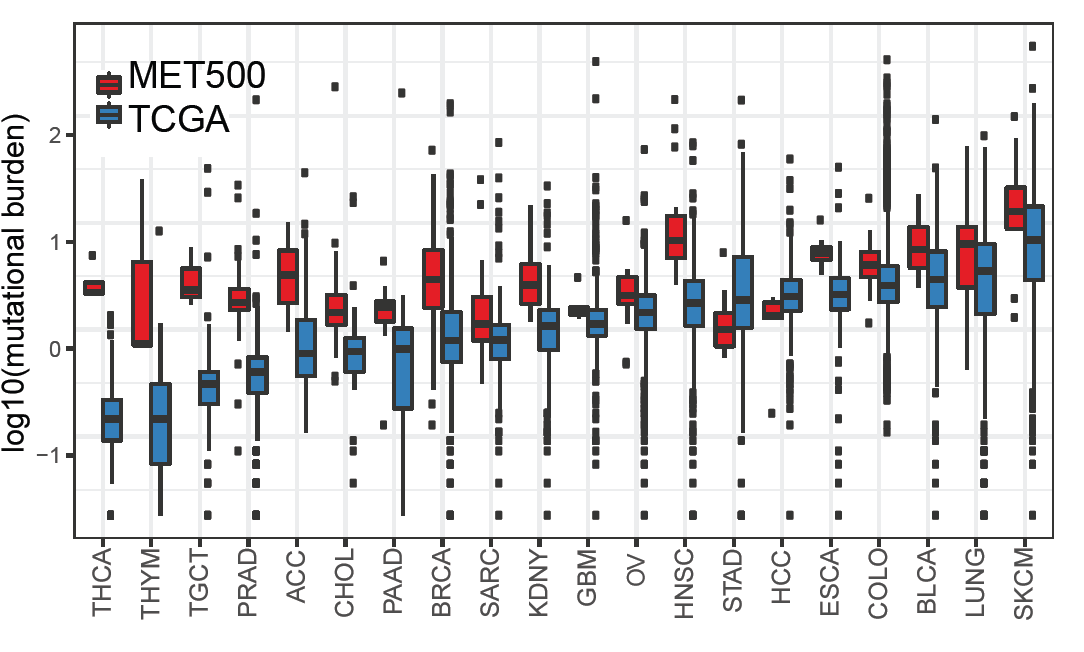 MET500
TCGA
log10(mutational burden)
2
1
0
−1
THCA
THYM
TGCT
PRAD
ACC
CHOL
PAAD
BRCA
SARC
KDNY
GBM
OV
HNSC
STAD
HCC
ESCA
COLO
BLCA
LUNG
SKCM